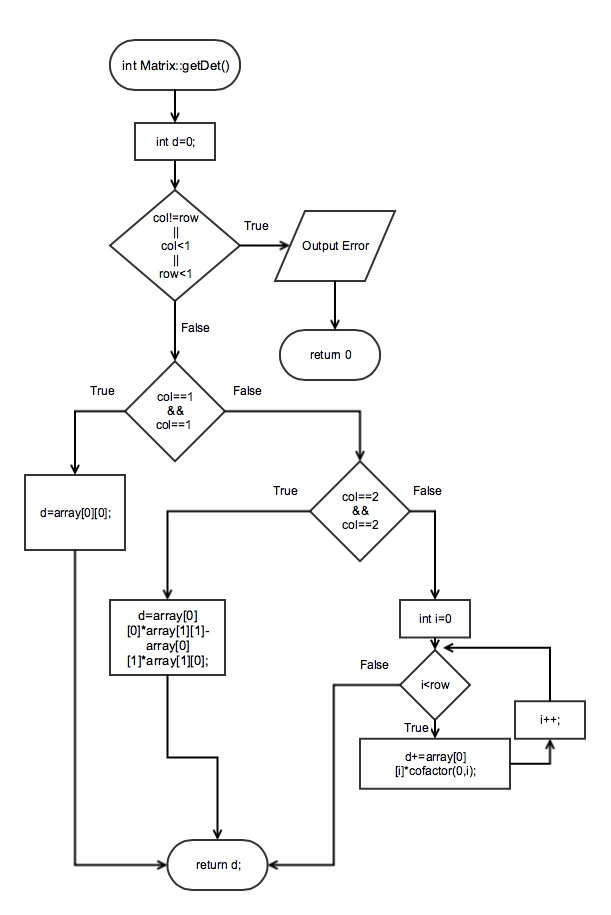 int Matrix::getDet()
int d=0;
col!=row
||
col<1
||
row<1
True
Output Error
return 0
False
True
col==1
&&
col==1
False
d=array[0][0];
True
col==2
&&
col==2
False
d=array[0]
[0]*array[1][1]-
array[0]
[1]*array[1][0];
int i=0
False
i<row
True
i++;
d+=array[0]
[i]*cofactor(0,i);
return d;